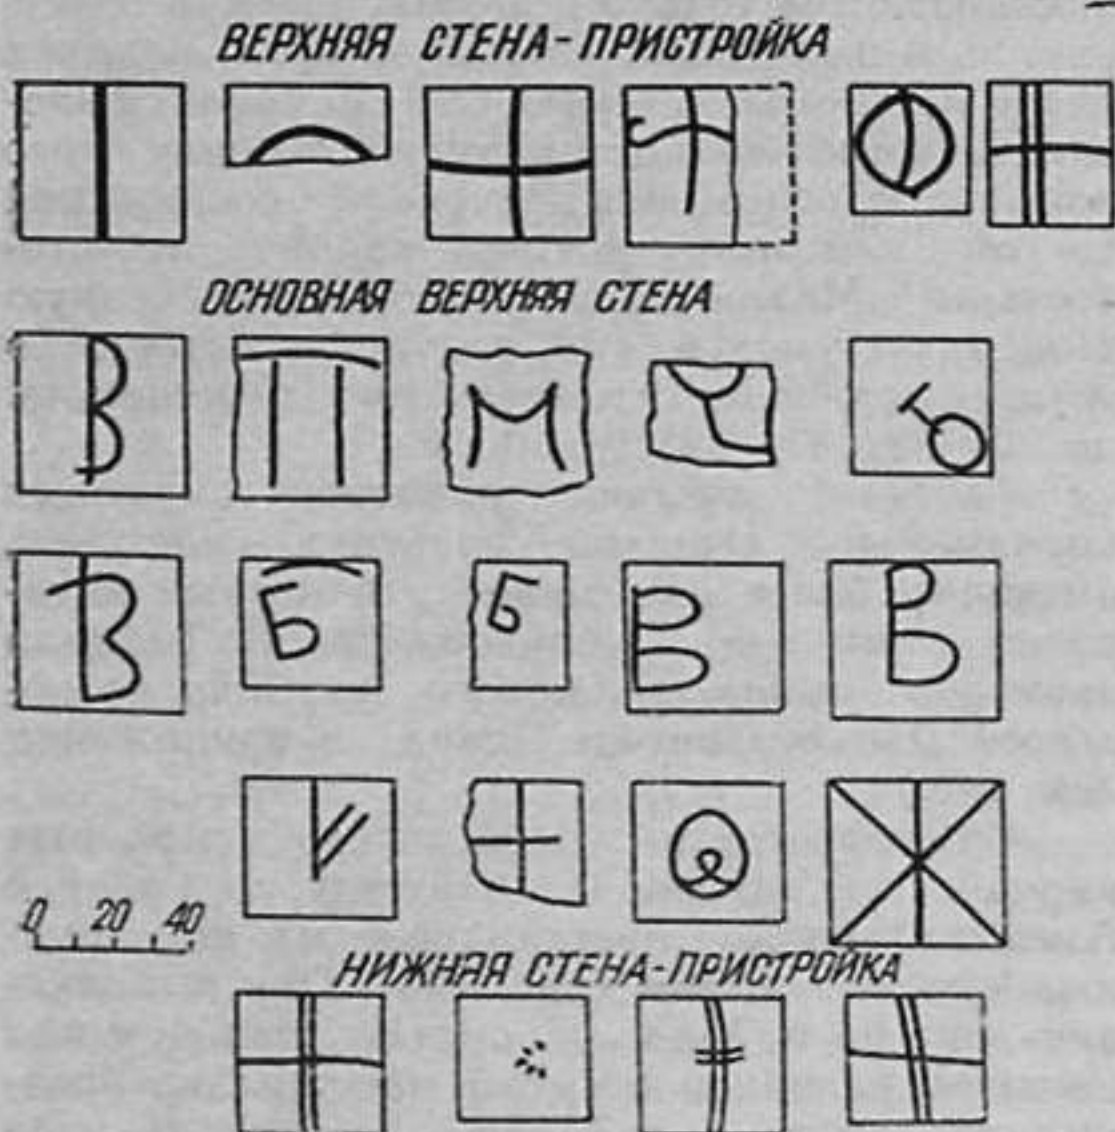 ВЕРХНЯЯ СТЕНА-ПРИСТРОЙКА
ОСНОВНАЯ ВЕРХНЯЯ СТЕНА
0 20 40
НИЖНЯЯ СТЕНА-ПРИСТРОЙКА